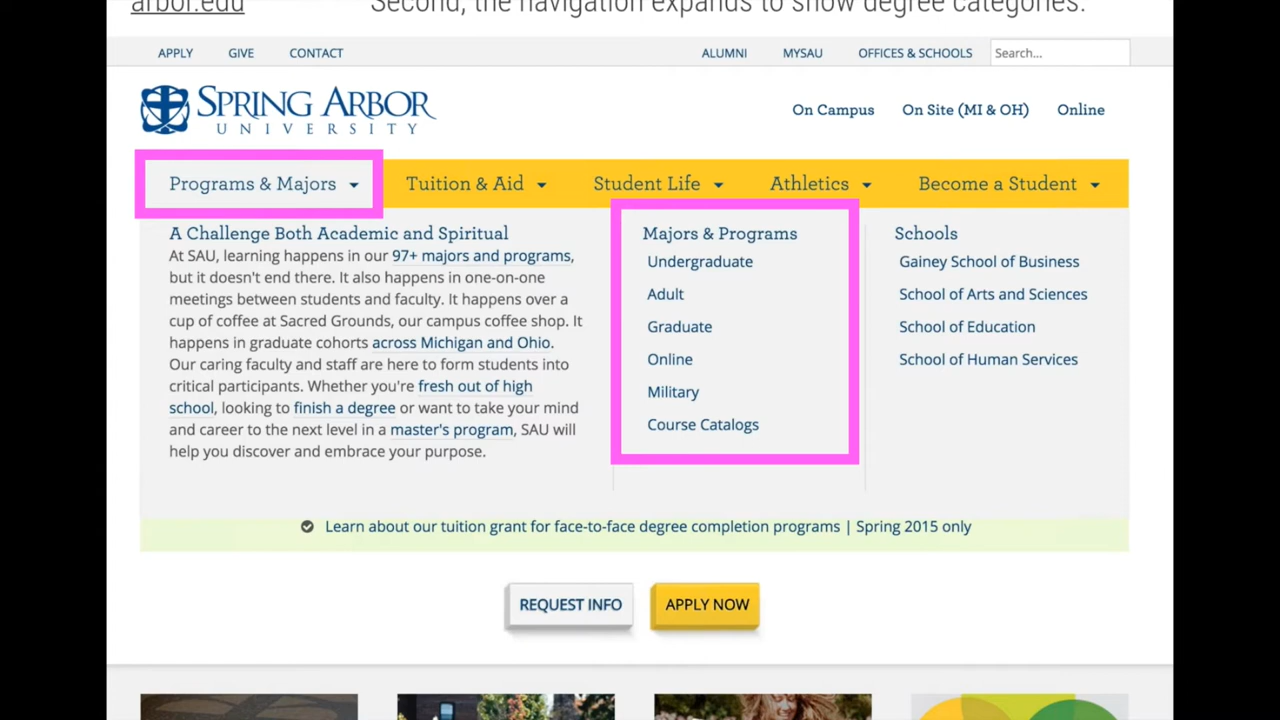 arbor.edu
Second, the navigation expands to show degree categories.
APPLY GIVE CONTACT ALUMNI MYSAU OFFICES & SCHOOLS Search...
SPRING ARBOR
UNIVERSITY
On Campus On Site (MI & OH) Online
Programs & Majors Tuition & Aid Student Life Athletics Become a Student
A Challenge Both Academic and Spiritual
At SAU, learning happens in our 97+ majors and programs,
but it doesn't end there. It also happens in one-on-one
meetings between students and faculty. It happens over a
cup of coffee at Sacred Grounds, our campus coffee shop. It
happens in graduate cohorts across Michigan and Ohio.
Our caring faculty and staff are here to form students into
critical participants. Whether you're fresh out of high
school, looking to finish a degree or want to take your mind
and career to the next level in a master's program, SAU will
help you discover and embrace your purpose.
Majors & Programs
Undergraduate
Adult
Graduate
Online
Military
Course Catalogs
Schools
Gainey School of Business
School of Arts and Sciences
School of Education
School of Human Services
Learn about our tuition grant for face-to-face degree completion programs | Spring 2015 only
REQUEST INFO APPLY NOW